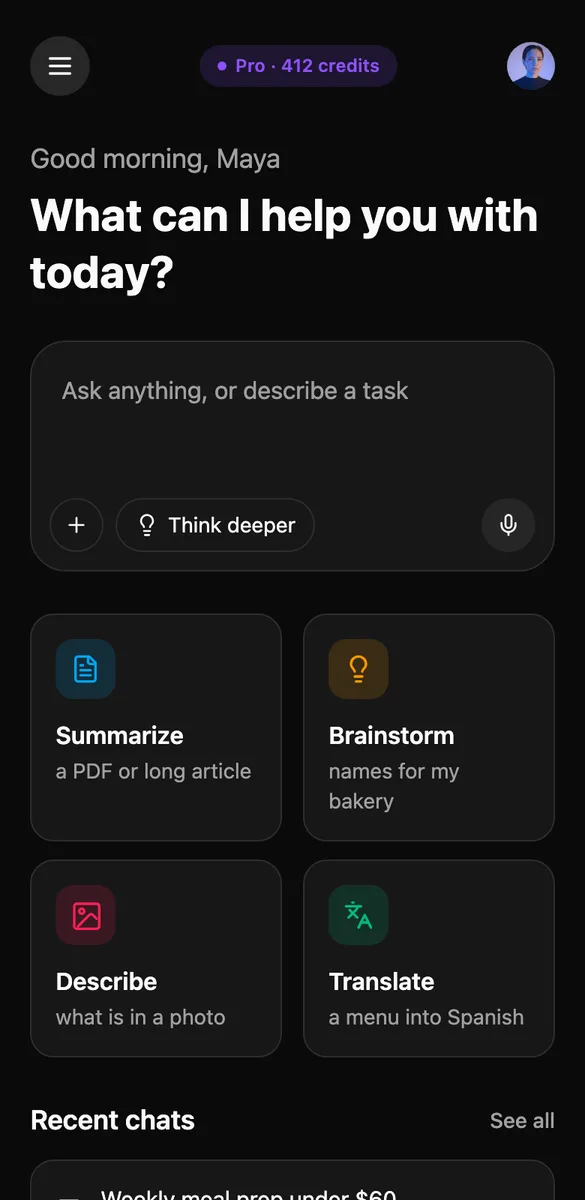 Pro · 412 credits
Good morning, Maya
What can I help you with
today?
Ask anything, or describe a task
Think deeper
Summarize
a PDF or long article
Brainstorm
names for my
bakery
Describe
what is in a photo
Translate
a menu into Spanish
Recent chats
See all
Weekly meal prep under $60